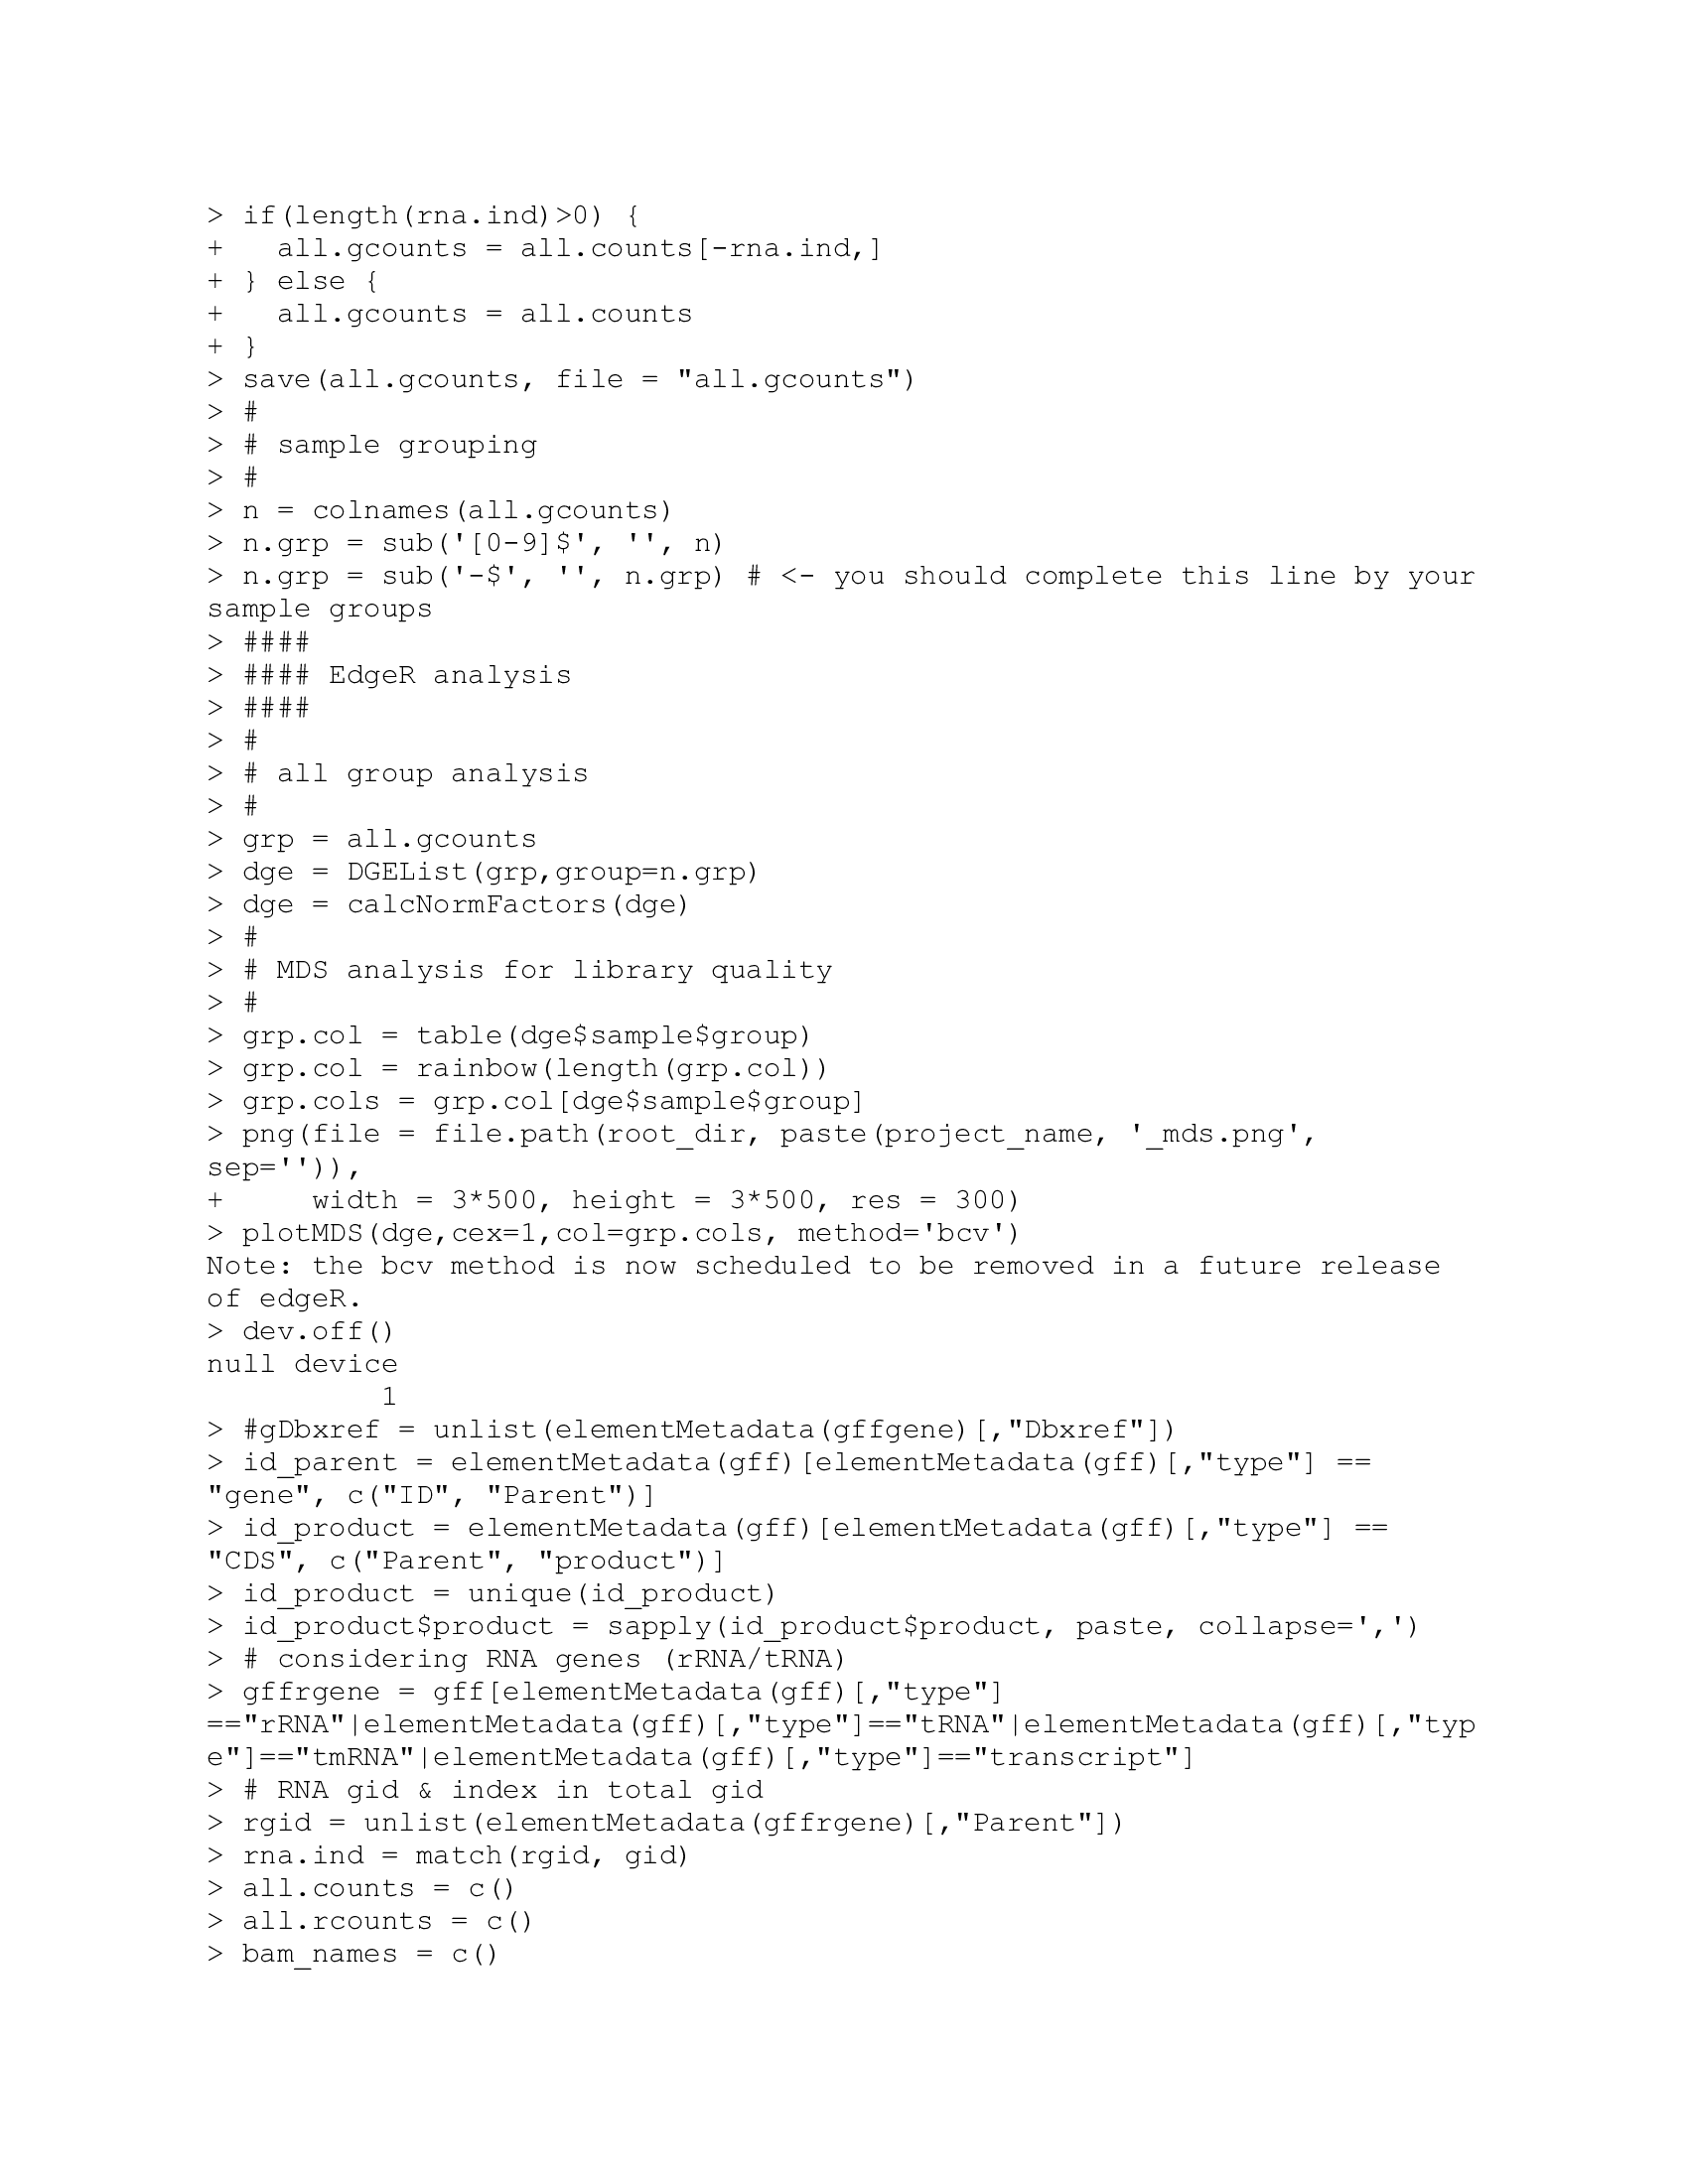 > if(length(rna.ind)>0) {
+   all.gcounts = all.counts[-rna.ind,]
+ } else {
+   all.gcounts = all.counts
+ }
> save(all.gcounts, file = "all.gcounts")
> #
> # sample grouping
> #
> n = colnames(all.gcounts)
> n.grp = sub('[0-9]$', '', n)
> n.grp = sub('-$', '', n.grp) # <- you should complete this line by your
sample groups
> ####
> #### EdgeR analysis
> ####
> #
> # all group analysis
> #
> grp = all.gcounts
> dge = DGEList(grp,group=n.grp)
> dge = calcNormFactors(dge)
> #
> # MDS analysis for library quality
> #
> grp.col = table(dge$sample$group)
> grp.col = rainbow(length(grp.col))
> grp.cols = grp.col[dge$sample$group]
> png(file = file.path(root_dir, paste(project_name, '_mds.png',
sep='')),
+     width = 3*500, height = 3*500, res = 300)
> plotMDS(dge,cex=1,col=grp.cols, method='bcv')
Note: the bcv method is now scheduled to be removed in a future release
of edgeR.
> dev.off()
null device
          1
> #gDbxref = unlist(elementMetadata(gffgene)[,"Dbxref"])
> id_parent = elementMetadata(gff)[elementMetadata(gff)[,"type"] ==
"gene", c("ID", "Parent")]
> id_product = elementMetadata(gff)[elementMetadata(gff)[,"type"] ==
"CDS", c("Parent", "product")]
> id_product = unique(id_product)
> id_product$product = sapply(id_product$product, paste, collapse=',')
> # considering RNA genes (rRNA/tRNA)
> gffrgene = gff[elementMetadata(gff)[,"type"]
=="rRNA"|elementMetadata(gff)[,"type"]=="tRNA"|elementMetadata(gff)[,"typ
e"]=="tmRNA"|elementMetadata(gff)[,"type"]=="transcript"]
> # RNA gid & index in total gid
> rgid = unlist(elementMetadata(gffrgene)[,"Parent"])
> rna.ind = match(rgid, gid)
> all.counts = c()
> all.rcounts = c()
> bam_names = c()